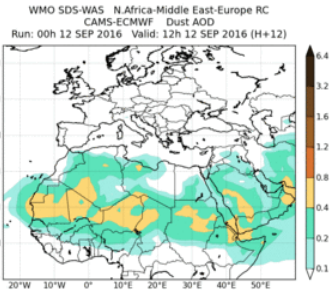 WMO SDS-WAS N.Africa-Middle East-Europe RC
CAMS-ECMWF Dust AOD
Run: 00h 12 SEP 2016 Valid: 12h 12 SEP 2016 (H+12)
6.4
3.2
1.6
1.2
0.8
0.4
0.2
0.1
20°W 10°W 0° 10°E 20°E 30°E 40°E 50°E